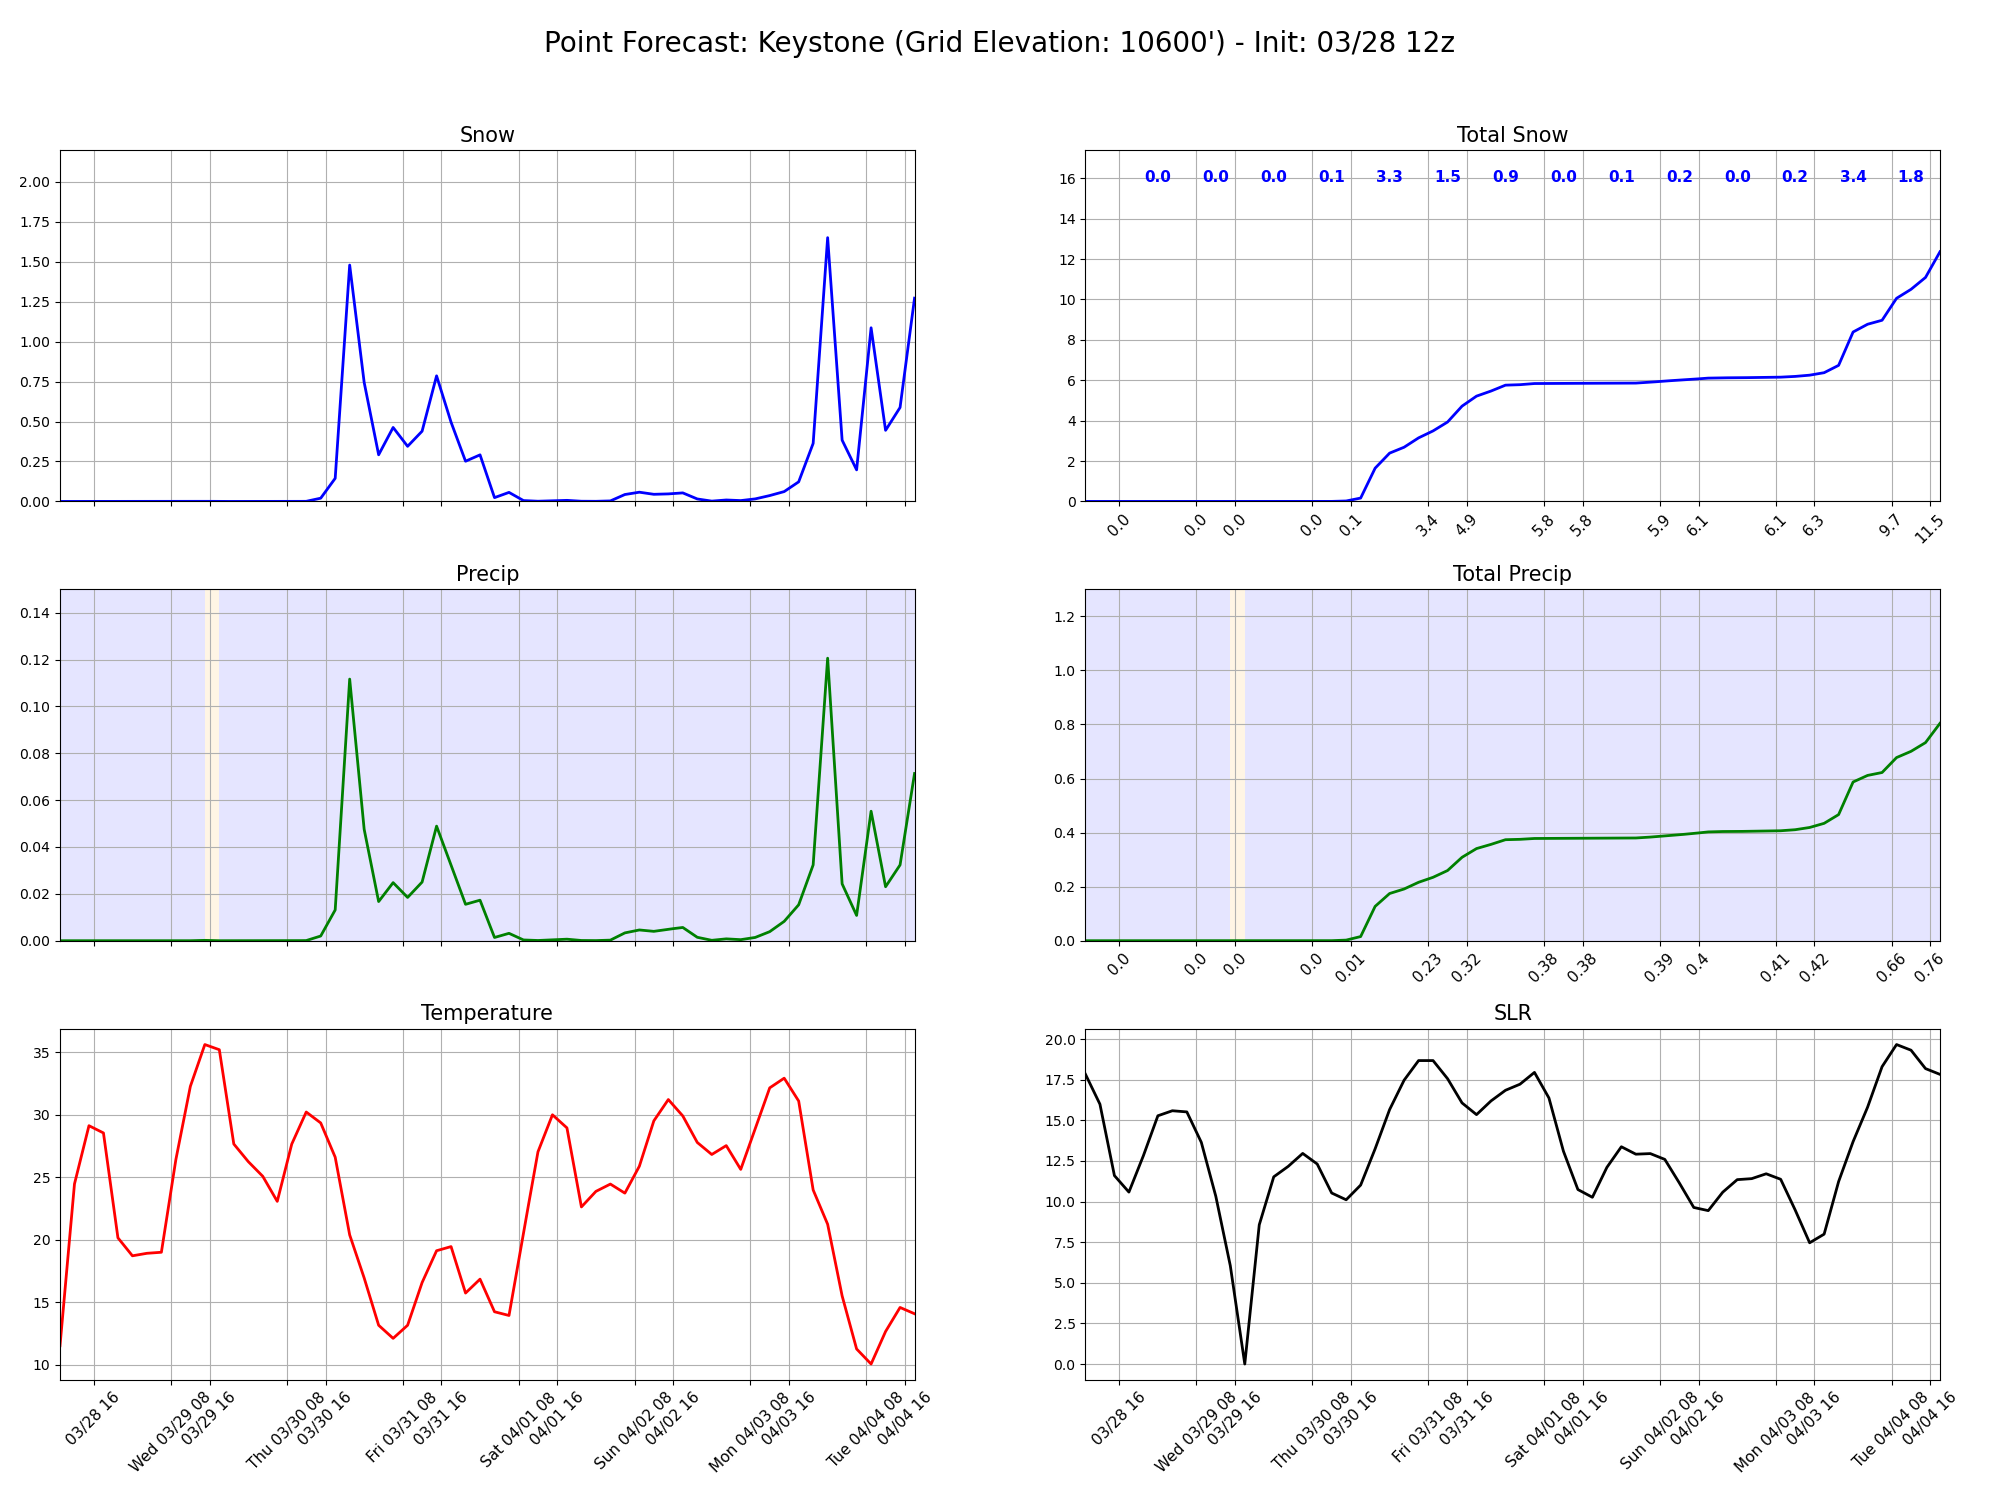 Point Forecast: Keystone (Grid Elevation: 10600') - Init: 03/28 12z
Snow
2.00
1.75
1.50
1.25
1.00
0.75
0.50
0.25
0.00
Total Snow
0.0 0.0 0.0 0.1 3.3 1.5 0.9 0.0 0.1 0.2 0.0 0.2 3.4 1.8
16
14
12
10
8
6
4
2
0
0.0 0.0 0.0 0.0 0.1 3.4 4.9 5.8 5.8 5.9 6.1 6.1 6.3 9.7 11.5
Precip
0.14
0.12
0.10
0.08
0.06
0.04
0.02
0.00
Total Precip
1.2
1.0
0.8
0.6
0.4
0.2
0.0
0.0 0.0 0.0 0.0 0.01 0.23 0.32 0.38 0.38 0.39 0.4 0.41 0.42 0.66 0.76
Temperature
35
30
25
20
15
10
03/28 16
Wed 03/29 08
03/29 16
Thu 03/30 08
03/30 16
Fri 03/31 08
03/31 16
Sat 04/01 08
04/01 16
Sun 04/02 08
04/02 16
Mon 04/03 08
04/03 16
Tue 04/04 08
04/04 16
SLR
20.0
17.5
15.0
12.5
10.0
7.5
5.0
2.5
0.0
03/28 16
Wed 03/29 08
03/29 16
Thu 03/30 08
03/30 16
Fri 03/31 08
03/31 16
Sat 04/01 08
04/01 16
Sun 04/02 08
04/02 16
Mon 04/03 08
04/03 16
Tue 04/04 08
04/04 16